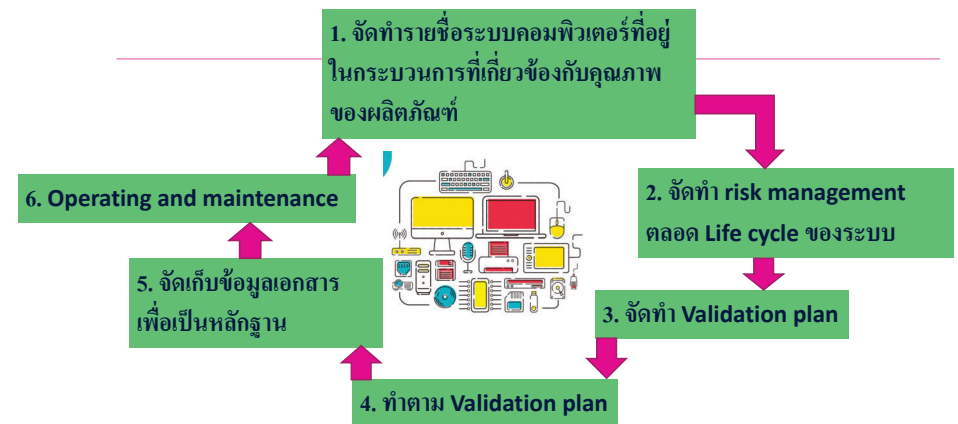 1. จัดทำรายชื่อระบบคอมพิวเตอร์ที่อยู่
ในกระบวนการที่เกี่ยวข้องกับคุณภาพ
ของผลิตภัณฑ์
2. จัดทำ risk management
ตลอด Life cycle ของระบบ
3. จัดทำ Validation plan
4. ทำตาม Validation plan
5. จัดเก็บข้อมูลเอกสาร
เพื่อเป็นหลักฐาน
6. Operating and maintenance